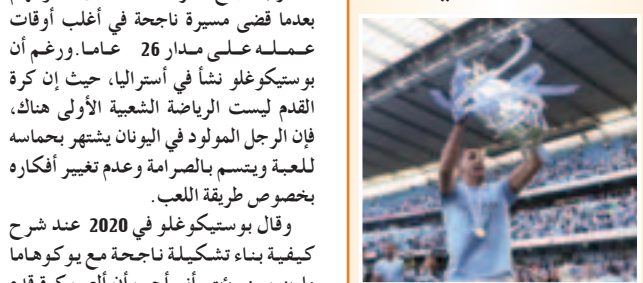 بعدما قضى مسيرة ناجحة في أغلب أوقات
عمله على مدار 26 عاما. ورغم أن
بوستيكوغلو نشأ في أستراليا، حيث إن كرة
القدم ليست الرياضة الشعبية الأولى هناك،
فإن الرجل المولود في اليونان يشتهر بحماسه
للعبة ويتسم بالصرامة وعدم تغيير أفكاره
بخصوص طريقة اللعب.
وقال بوستيكوغلو في 2020 عند شرح
كيفية بناء تشكيلة ناجحة مع يوكوهاما